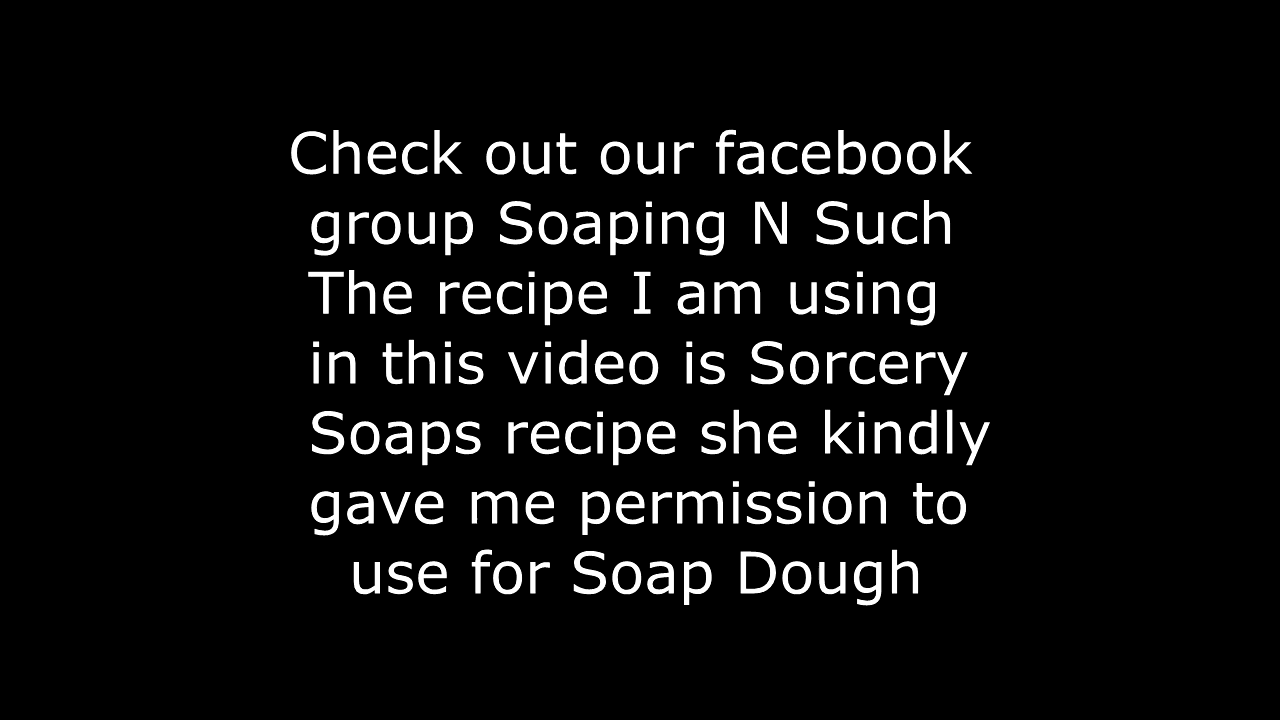 Check out our facebook
group Soaping N Such
The recipe I am using
in this video is Sorcery
Soaps recipe she kindly
gave me permission to
use for Soap Dough